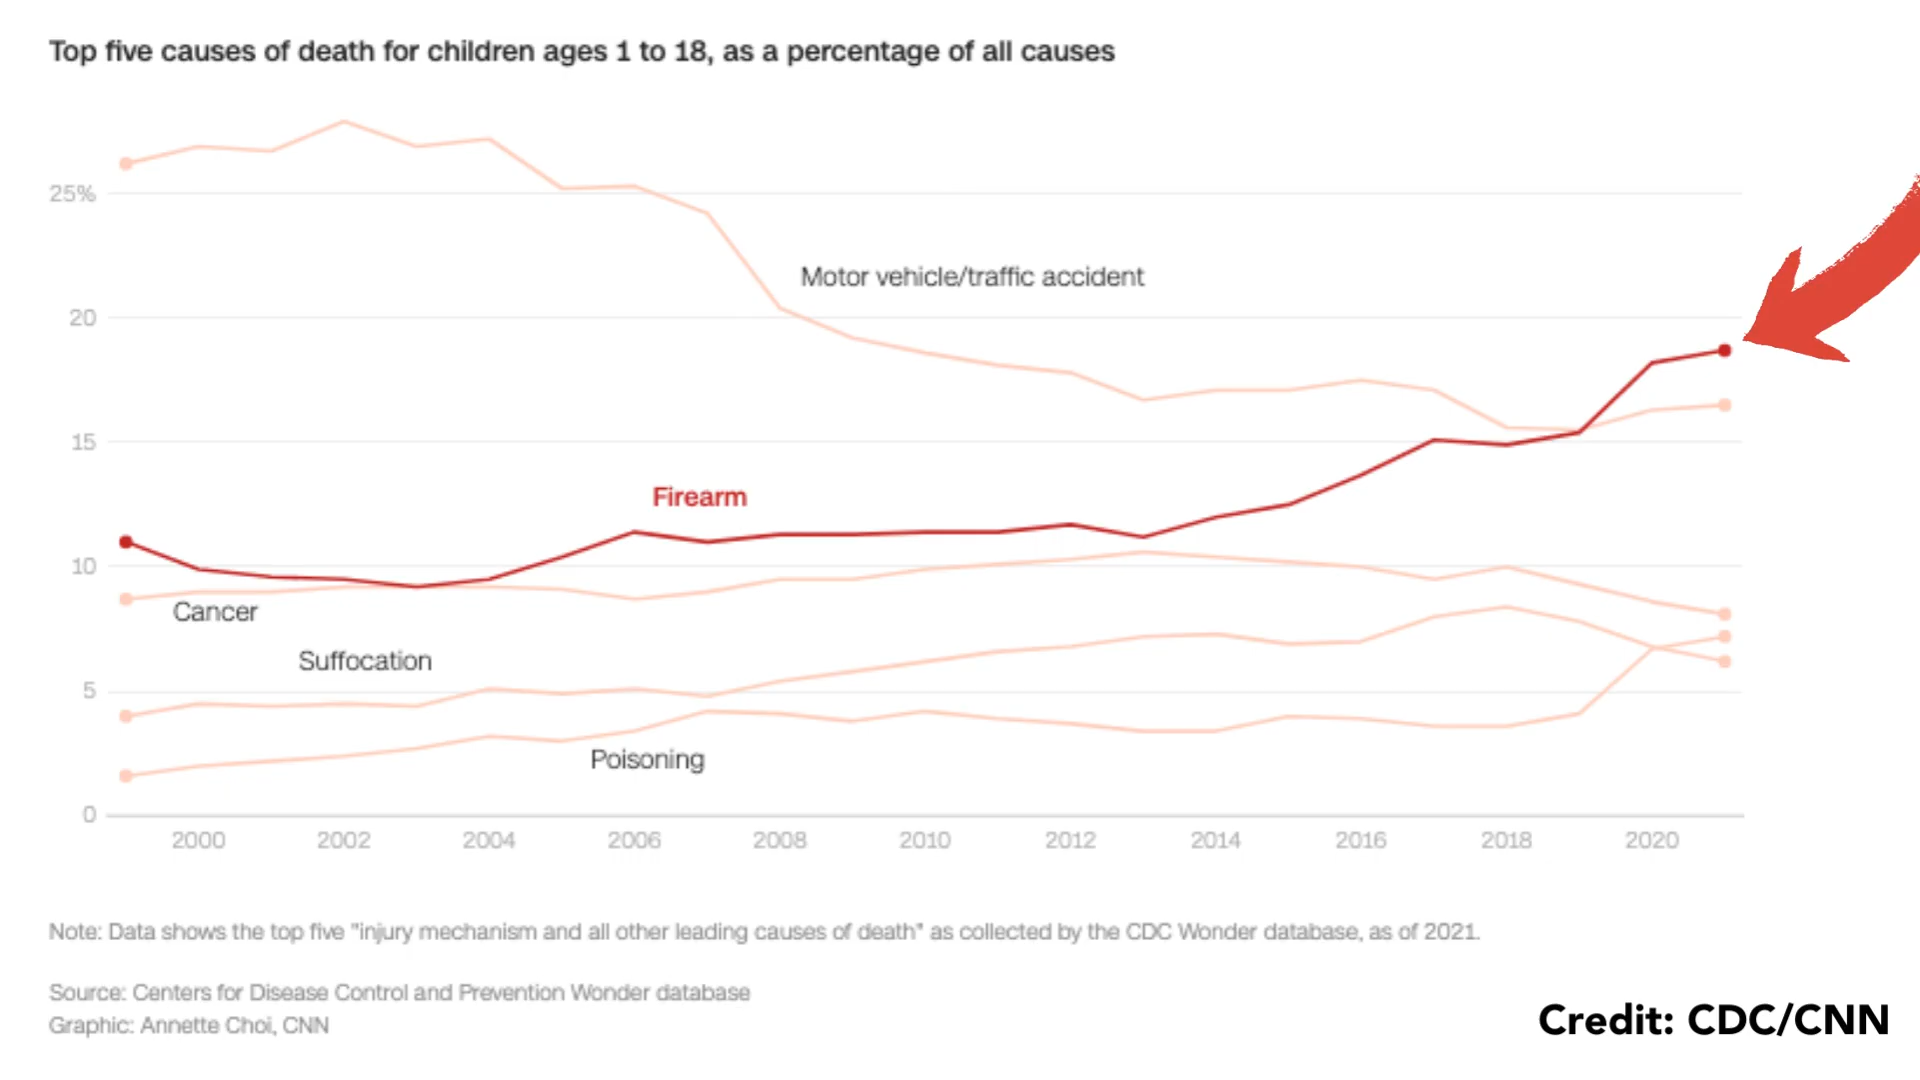 Top five causes of death for children ages 1 to 18, as a percentage of all causes
25%
Motor vehicle/traffic accident
20
15
Firearm
10
Cancer
Suffocation
5
Poisoning
0
2000 2002 2004 2006 2008 2010 2012 2014 2016 2018 2020
Note: Data shows the top five "injury mechanism and all other leading causes of death" as collected by the CDC Wonder database, as of 2021.
Source: Centers for Disease Control and Prevention Wonder database
Graphic: Annette Choi, CNN
Credit: CDC/CNN